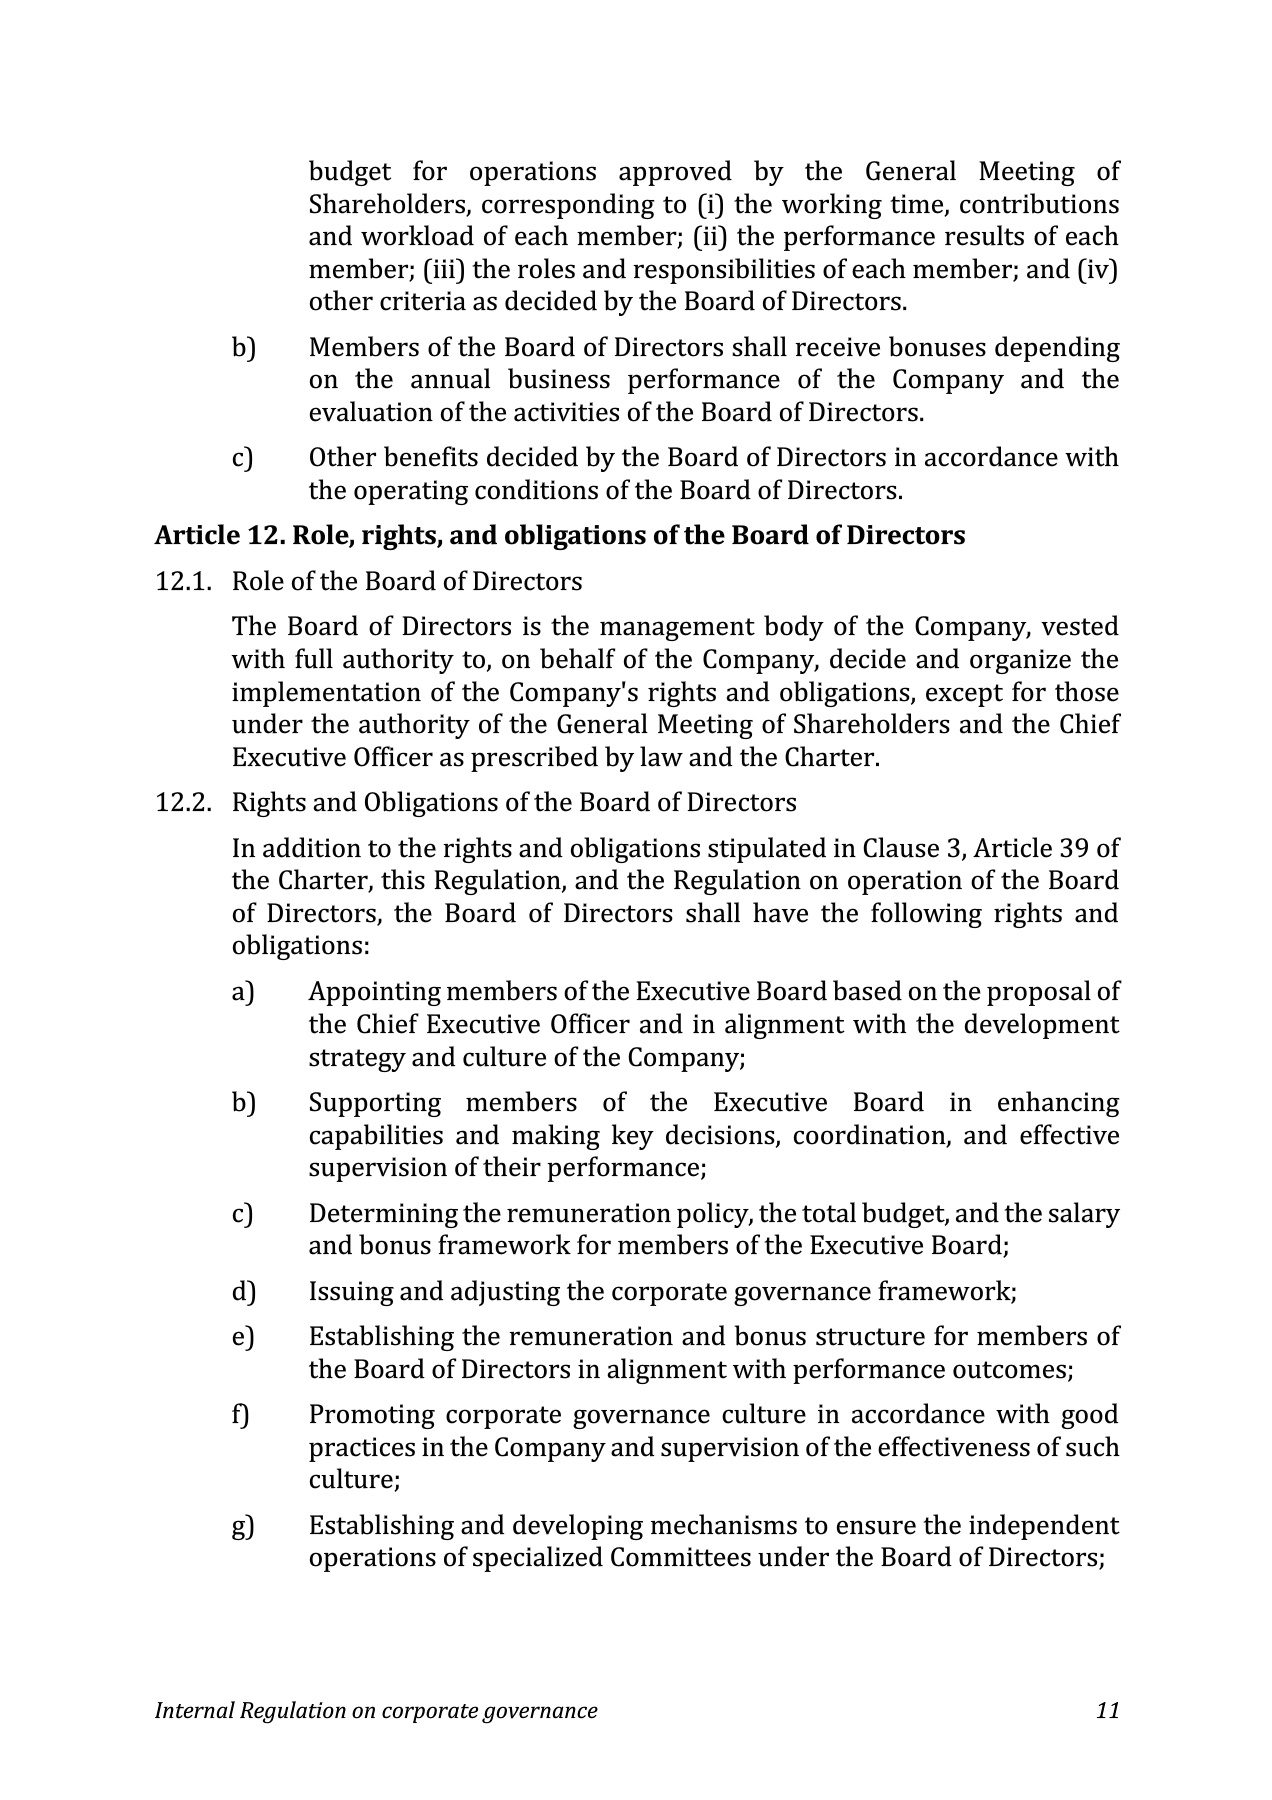 budget for operations approved by the General Meeting of
Shareholders, corresponding to (i) the working time, contributions
and workload of each member; (ii) the performance results of each
member; (iii) the roles and responsibilities of each member; and (iv)
other criteria as decided by the Board of Directors.
b) Members of the Board of Directors shall receive bonuses depending
on the annual business performance of the Company and the
evaluation of the activities of the Board of Directors.
c) Other benefits decided by the Board of Directors in accordance with
the operating conditions of the Board of Directors.
Article 12. Role, rights, and obligations of the Board of Directors
12.1. Role of the Board of Directors
The Board of Directors is the management body of the Company, vested
with full authority to, on behalf of the Company, decide and organize the
implementation of the Company's rights and obligations, except for those
under the authority of the General Meeting of Shareholders and the Chief
Executive Officer as prescribed by law and the Charter.
12.2. Rights and Obligations of the Board of Directors
In addition to the rights and obligations stipulated in Clause 3, Article 39 of
the Charter, this Regulation, and the Regulation on operation of the Board
of Directors, the Board of Directors shall have the following rights and
obligations:
a) Appointing members of the Executive Board based on the proposal of
the Chief Executive Officer and in alignment with the development
strategy and culture of the Company;
b) Supporting members of the Executive Board in enhancing
capabilities and making key decisions, coordination, and effective
supervision of their performance;
c) Determining the remuneration policy, the total budget, and the salary
and bonus framework for members of the Executive Board;
d) Issuing and adjusting the corporate governance framework;
e) Establishing the remuneration and bonus structure for members of
the Board of Directors in alignment with performance outcomes;
f) Promoting corporate governance culture in accordance with good
practices in the Company and supervision of the effectiveness of such
culture;
g) Establishing and developing mechanisms to ensure the independent
operations of specialized Committees under the Board of Directors;
Internal Regulation on corporate governance 11